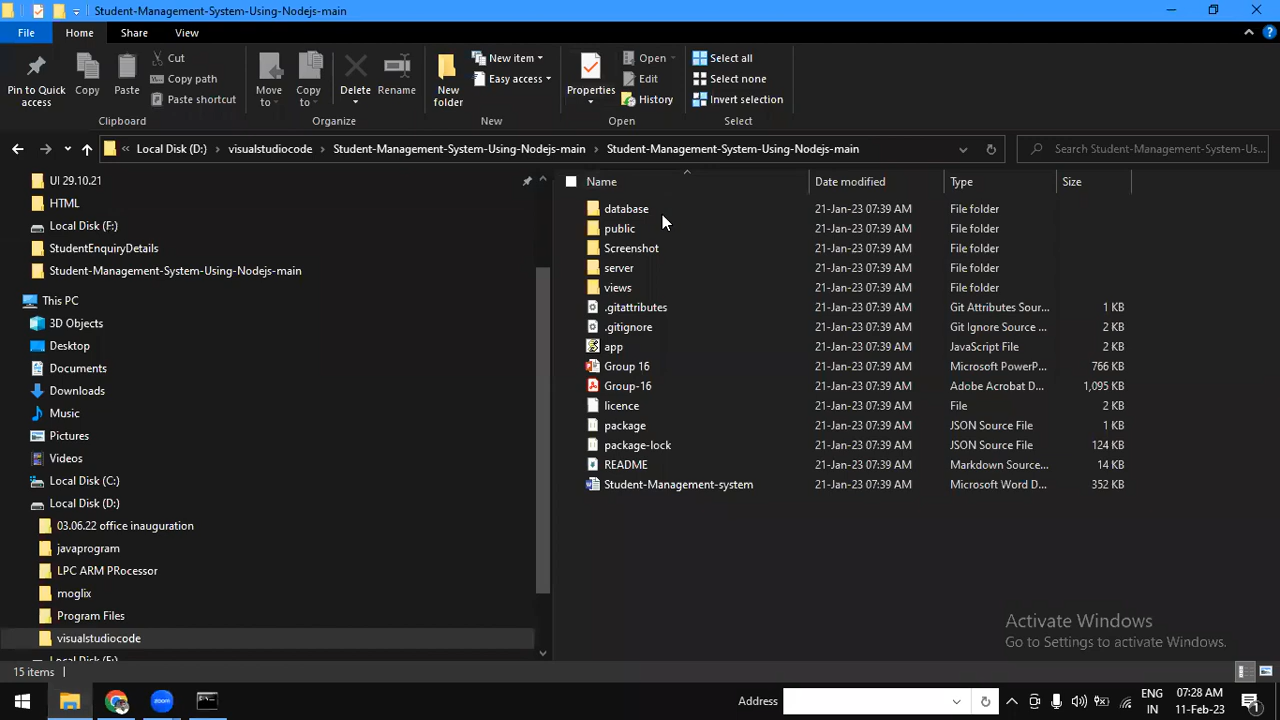 Student-Management-System-Using-Nodejs-main
File Home Share View
Pin to Quick access
Copy
Paste
Cut
Copy path
Paste shortcut
Clipboard
Move to
Copy to
Delete
Rename
Organize
New folder
New item
Easy access
New
Properties
Open
Edit
History
Open
Select all
Select none
Invert selection
Select
« Local Disk (D:) › visualstudiocode › Student-Management-System-Using-Nodejs-main › Student-Management-System-Using-Nodejs-main
Search Student-Management-System-Us...
UI 29.10.21
HTML
Local Disk (F:)
StudentEnquiryDetails
Student-Management-System-Using-Nodejs-main
This PC
3D Objects
Desktop
Documents
Downloads
Music
Pictures
Videos
Local Disk (C:)
Local Disk (D:)
03.06.22 office inauguration
javaprogram
LPC ARM PRocessor
moglix
Program Files
visualstudiocode
Name Date modified Type Size
database 21-Jan-23 07:39 AM File folder
public 21-Jan-23 07:39 AM File folder
Screenshot 21-Jan-23 07:39 AM File folder
server 21-Jan-23 07:39 AM File folder
views 21-Jan-23 07:39 AM File folder
.gitattributes 21-Jan-23 07:39 AM Git Attributes Sour... 1 KB
.gitignore 21-Jan-23 07:39 AM Git Ignore Source ... 2 KB
app 21-Jan-23 07:39 AM JavaScript File 2 KB
Group 16 21-Jan-23 07:39 AM Microsoft PowerP... 766 KB
Group-16 21-Jan-23 07:39 AM Adobe Acrobat D... 1,095 KB
licence 21-Jan-23 07:39 AM File 2 KB
package 21-Jan-23 07:39 AM JSON Source File 1 KB
package-lock 21-Jan-23 07:39 AM JSON Source File 124 KB
README 21-Jan-23 07:39 AM Markdown Source... 14 KB
Student-Management-system 21-Jan-23 07:39 AM Microsoft Word D... 352 KB
Activate Windows
Go to Settings to activate Windows.
15 items
Address
zoom
ENG
IN
07:28 AM
11-Feb-23
1